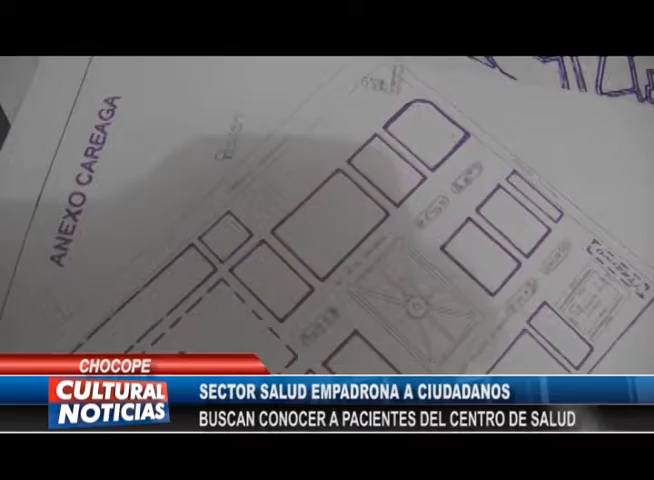 ANEXO CAREAGA
CHOCOPE
CULTURAL
NOTICIAS
SECTOR SALUD EMPADRONA A CIUDADANOS
BUSCAN CONOCER A PACIENTES DEL CENTRO DE SALUD